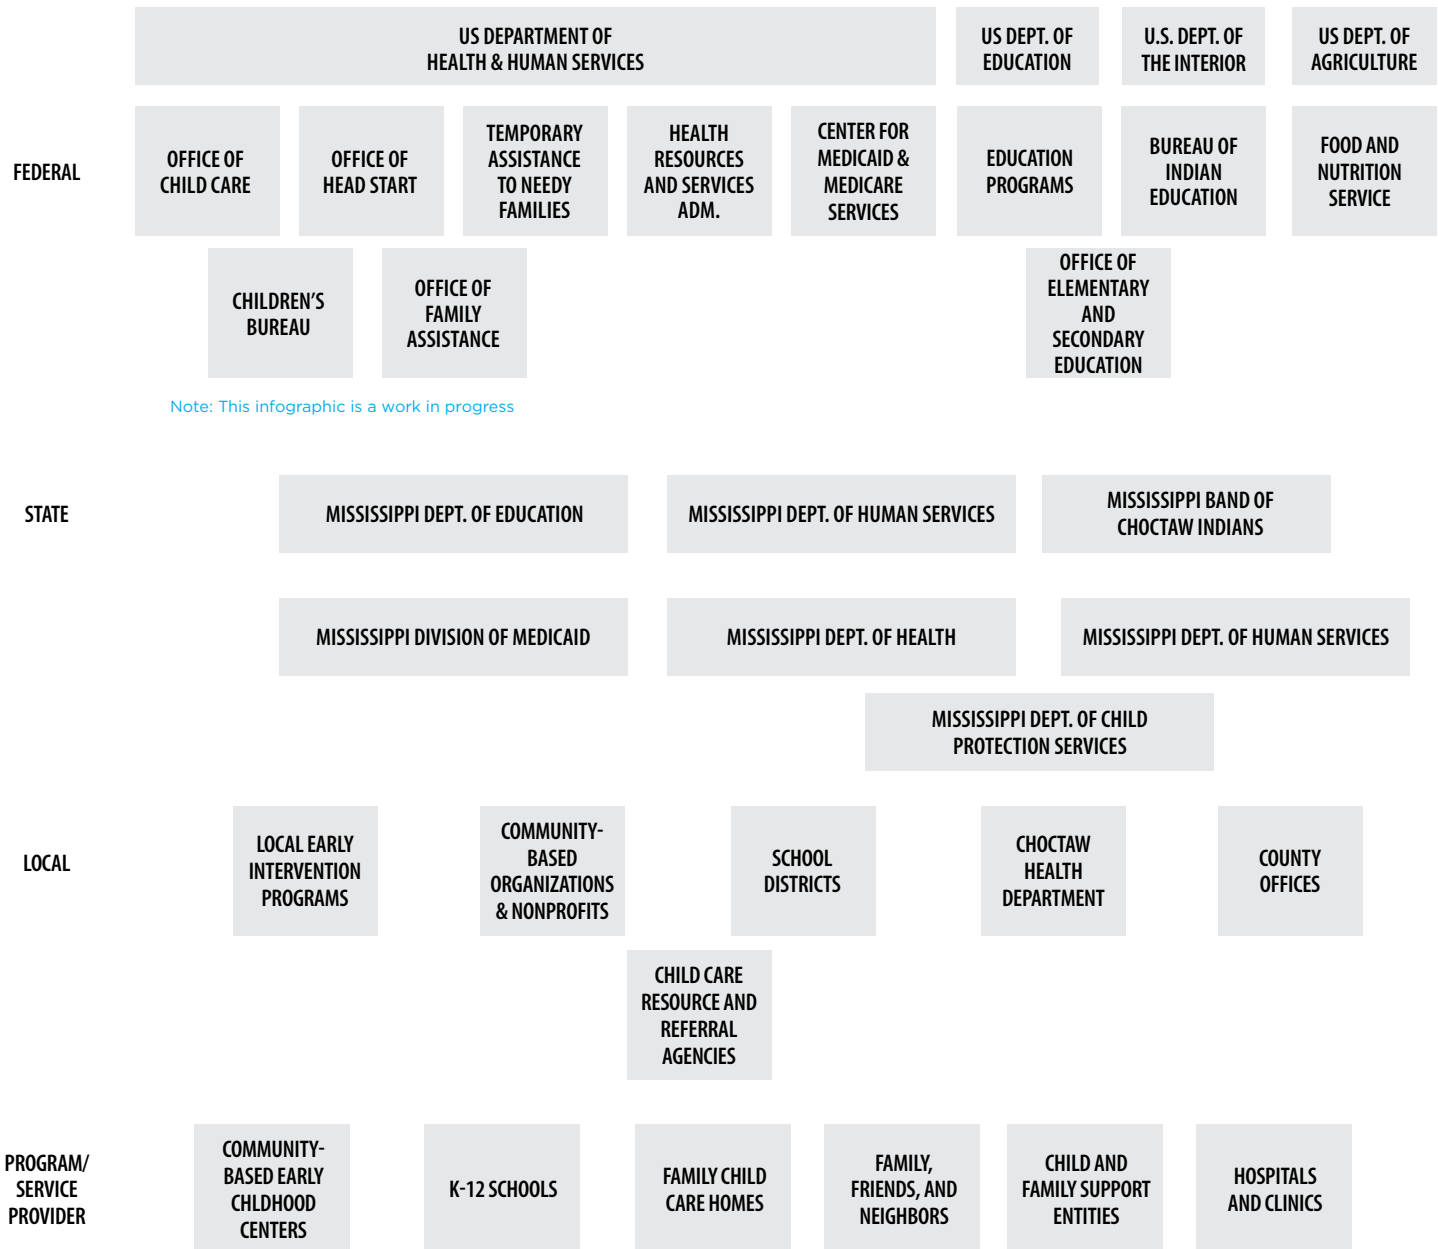 US DEPARTMENT OF
HEALTH & HUMAN SERVICES
US DEPT. OF
EDUCATION
U.S. DEPT. OF
THE INTERIOR
US DEPT. OF
AGRICULTURE
FEDERAL
OFFICE OF
CHILD CARE
OFFICE OF
HEAD START
TEMPORARY
ASSISTANCE
TO NEEDY
FAMILIES
HEALTH
RESOURCES
AND SERVICES
ADM.
CENTER FOR
MEDICAID &
MEDICARE
SERVICES
EDUCATION
PROGRAMS
BUREAU OF
INDIAN
EDUCATION
FOOD AND
NUTRITION
SERVICE
CHILDREN'S
BUREAU
OFFICE OF
FAMILY
ASSISTANCE
OFFICE OF
ELEMENTARY
AND
SECONDARY
EDUCATION
Note: This infographic is a work in progress
STATE
MISSISSIPPI DEPT. OF EDUCATION
MISSISSIPPI DEPT. OF HUMAN SERVICES
MISSISSIPPI BAND OF
CHOCTAW INDIANS
MISSISSIPPI DIVISION OF MEDICAID
MISSISSIPPI DEPT. OF HEALTH
MISSISSIPPI DEPT. OF HUMAN SERVICES
MISSISSIPPI DEPT. OF CHILD
PROTECTION SERVICES
LOCAL
LOCAL EARLY
INTERVENTION
PROGRAMS
COMMUNITY-
BASED
ORGANIZATIONS
& NONPROFITS
SCHOOL
DISTRICTS
CHOCTAW
HEALTH
DEPARTMENT
COUNTY
OFFICES
CHILD CARE
RESOURCE AND
REFERRAL
AGENCIES
PROGRAM/
SERVICE
PROVIDER
COMMUNITY-
BASED EARLY
CHLDHOOD
CENTERS
K-12 SCHOOLS
FAMILY CHILD
CARE HOMES
FAMILY,
FRIENDS, AND
NEIGHBORS
CHILD AND
FAMILY SUPPORT
ENTITIES
HOSPITALS
AND CLINICS